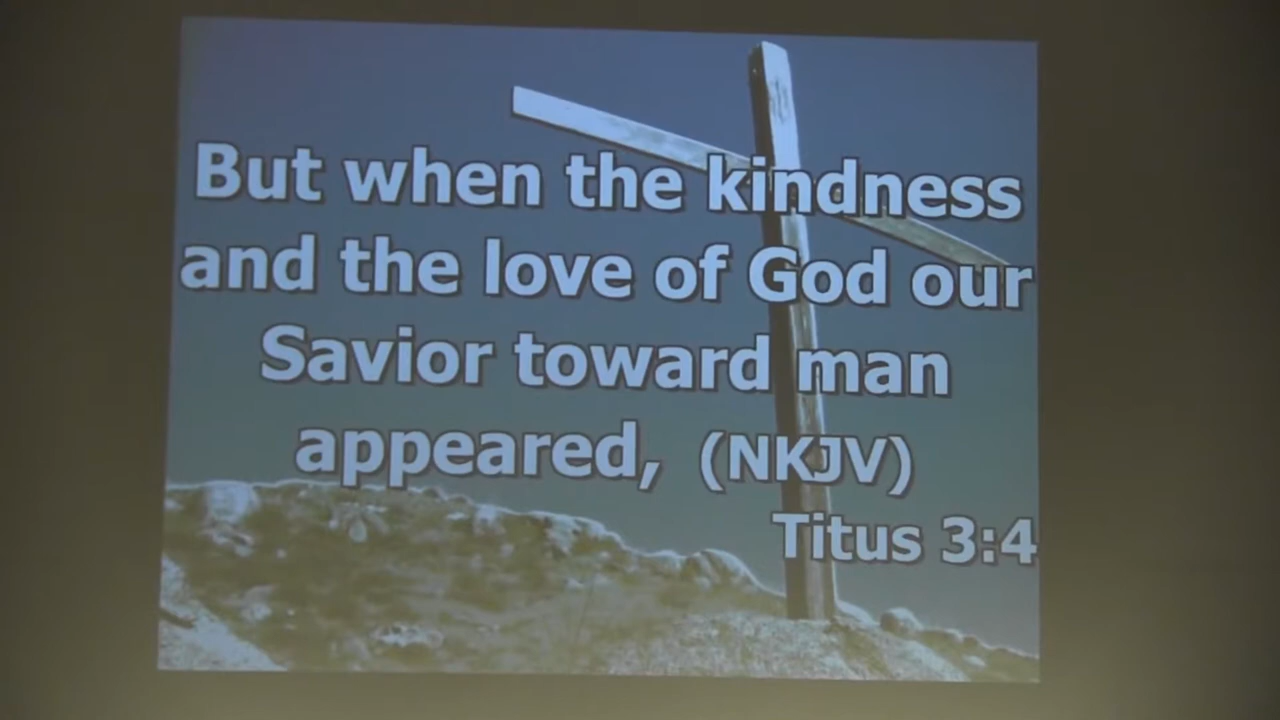 But when the kindness
and the love of God our
Savior toward man
appeared, (NKJV)
Titus 3:4